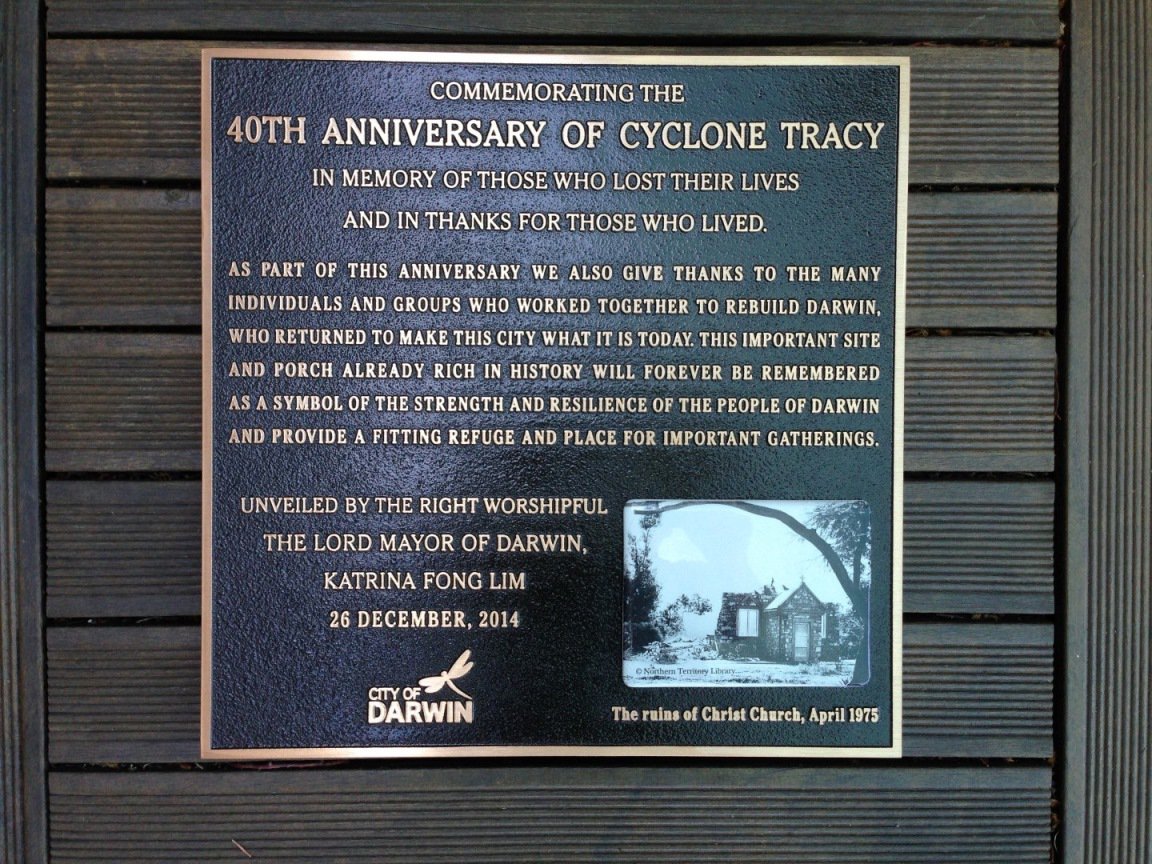 COMMEMORATING THE
40TH ANNIVERSARY OF CYCLONE TRACY
IN MEMORY OF THOSE WHO LOST THEIR LIVES
AND IN THANKS FOR THOSE WHO LIVED.
AS PART OF THIS ANNIVERSARY WE ALSO GIVE THANKS TO THE MANY
INDIVIDUALS AND GROUPS WHO WORKED TOGETHER TO REBUILD DARWIN,
WHO RETURNED TO MAKE THIS CITY WHAT IT IS TODAY. THIS IMPORTANT SITE
AND PORCH ALREADY RICH IN HISTORY WILL FOREVER BE REMEMBERED
AS A SYMBOL OF THE STRENGTH AND RESILIENCE OF THE PEOPLE OF DARWIN
AND PROVIDE A FITTING REFUGE AND PLACE FOR IMPORTANT GATHERINGS.
UNVEILED BY THE RIGHT WORSHIPFUL
THE LORD MAYOR OF DARWIN,
KATRINA FONG LIM
26 DECEMBER, 2014
CITY OF
DARWIN
© Northern Territory Library
The ruins of Christ Church, April 1975